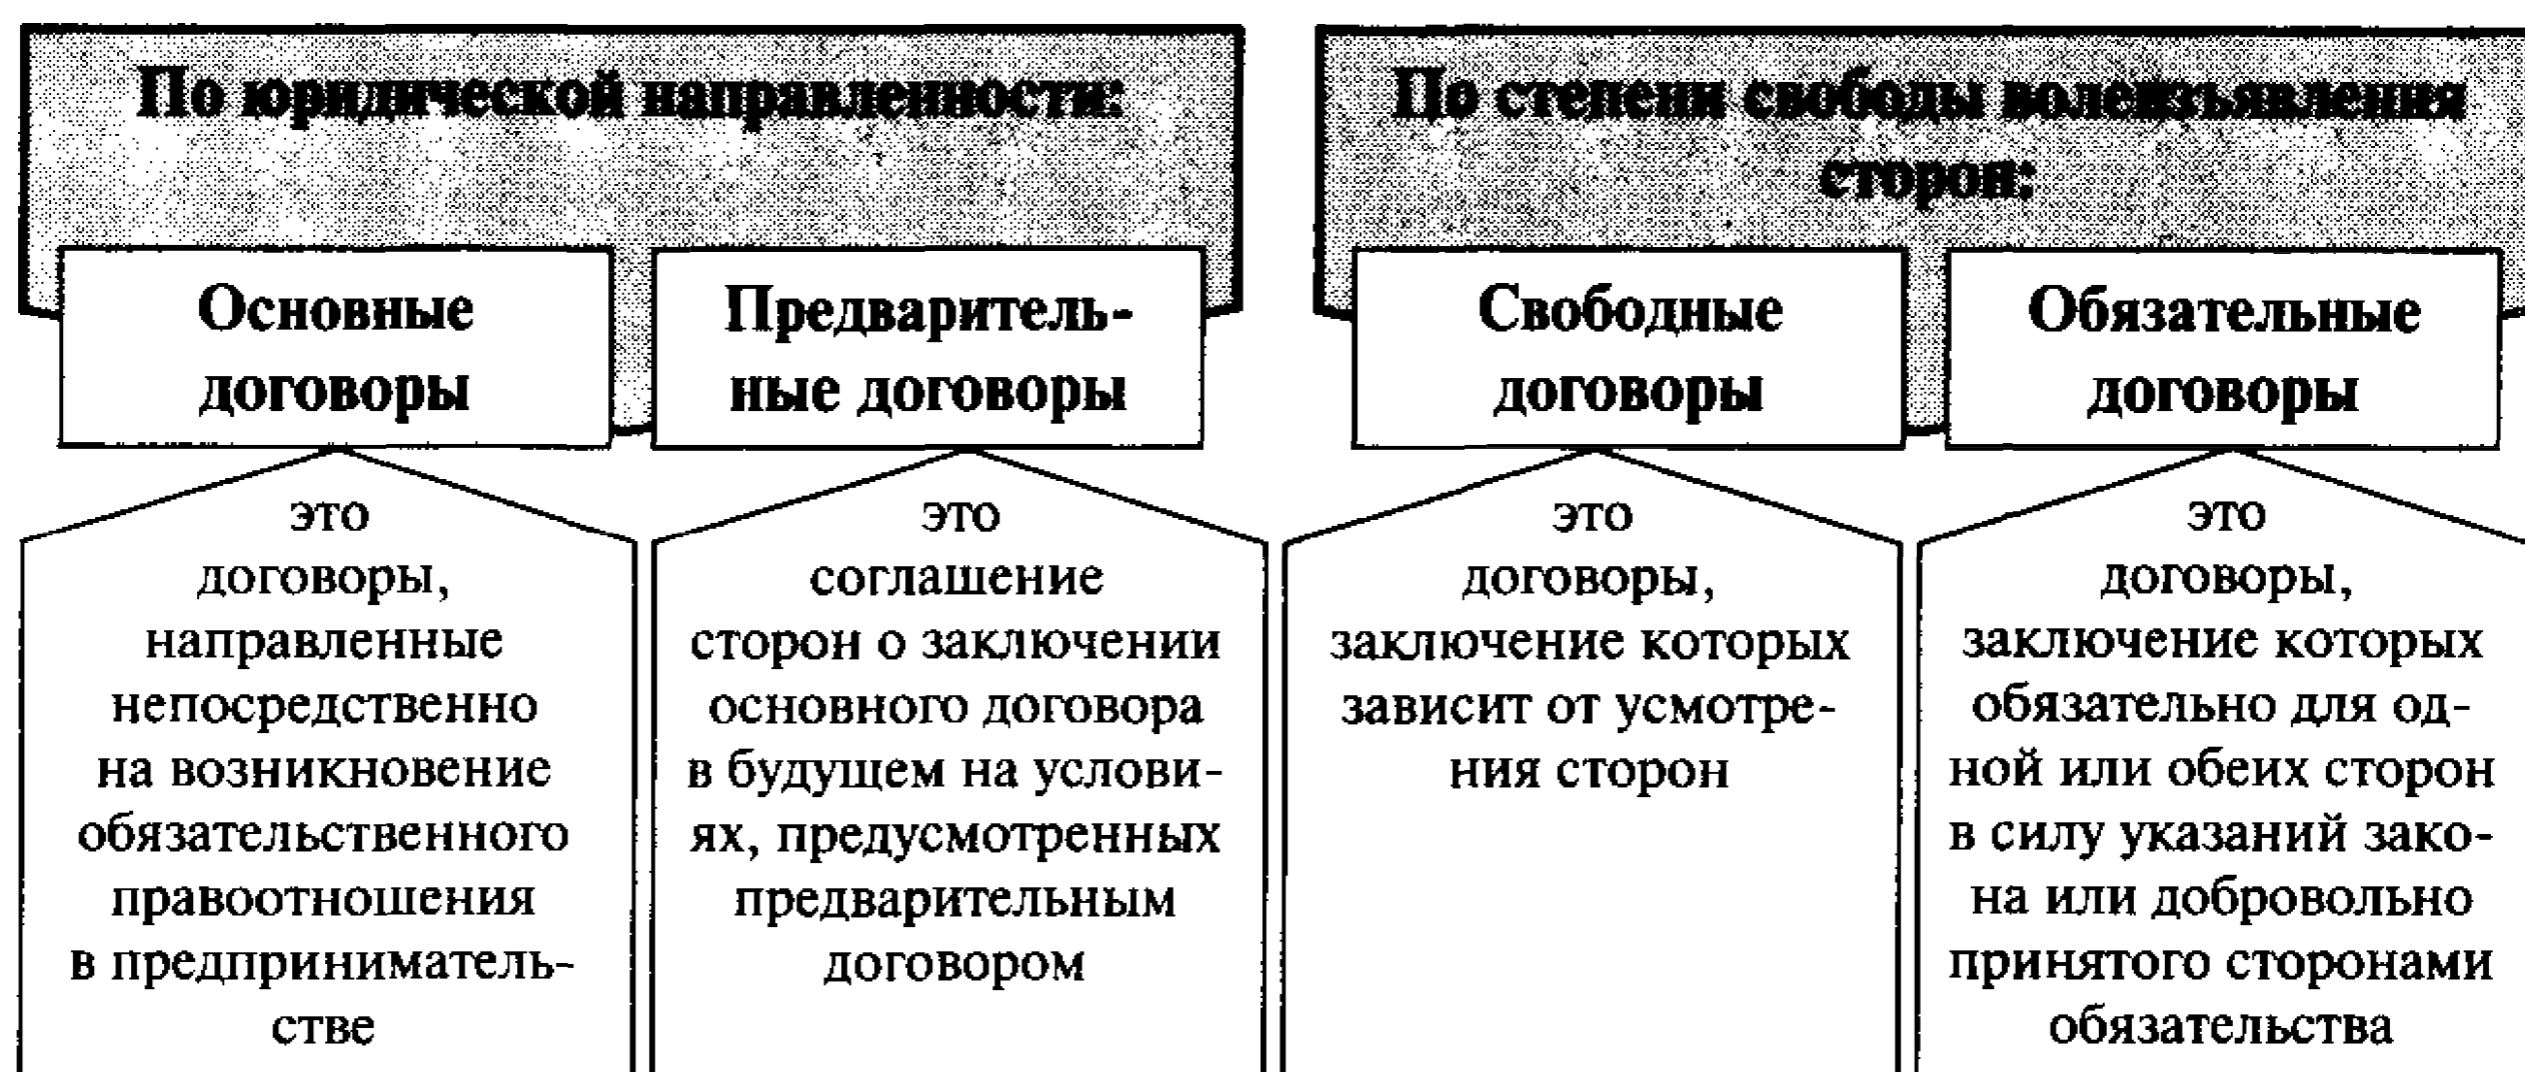 По юридической направленности:
Основные
договоры
Предваритель-
ные договоры
это
договоры,
направленные
непосредственно
на возникновение
обязательственного
правоотношения
в предприниматель-
стве
это
соглашение
сторон о заключении
основного договора
в будущем на услови-
ях, предусмотренных
предварительным
договором
По степени свободы волеизъявления
сторон:
Свободные
договоры
Обязательные
договоры
это
договоры,
заключение которых
зависит от усмотре-
ния сторон
это
договоры,
заключение которых
обязательно для од-
ной или обеих сторон
в силу указаний зако-
на или добровольно
принятого сторонами
обязательства